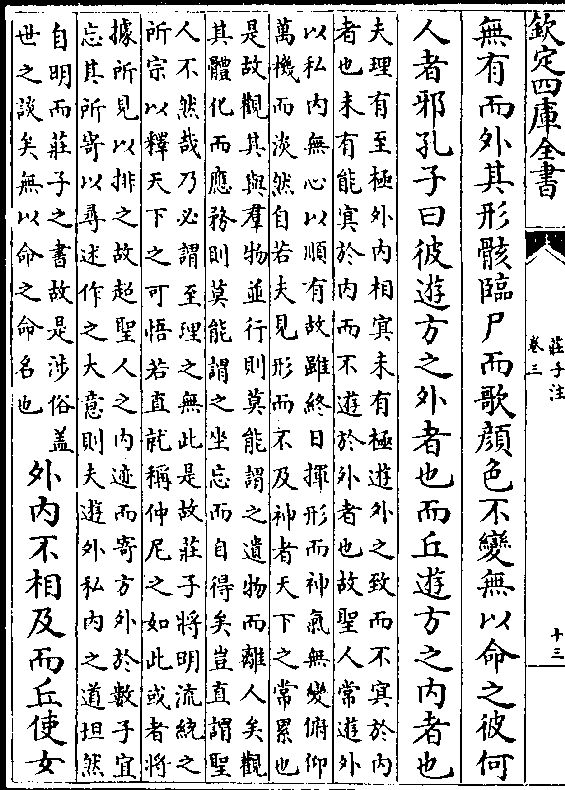 欽定四庫全書
莊子注
卷三
十三
無有而外其形骸臨尸而歌顔色不變無以命之彼何
人者邪孔子曰彼遊方之外者也而丘遊方之内者也
夫理有至極外内相冥未有極遊外之致而不冥於内
者也未有能冥於内而不遊於外者也故聖人常遊外
以私内無心以順有故雖終日揮形而神氣無變俯仰
萬機而淡然自若夫見形而不及神者天下之常累也
是故觀其與羣物並行則莫能謂之遺物而離人矣觀
其體化而應務則莫能謂之坐忘而自得矣豈直謂聖
人不然哉乃必謂至理之無此是故莊子將明流統之
所宗以釋天下之可悟若直就稱仲尼之如此或者將
據所見以排之故超聖人之内迹而寄方外於數子宜
忘其所寄以尋述作之大意則夫遊外私内之道坦然
自明而莊子之書故是涉俗盖
世之談矣無以命之命名也
外内不相及而丘使女